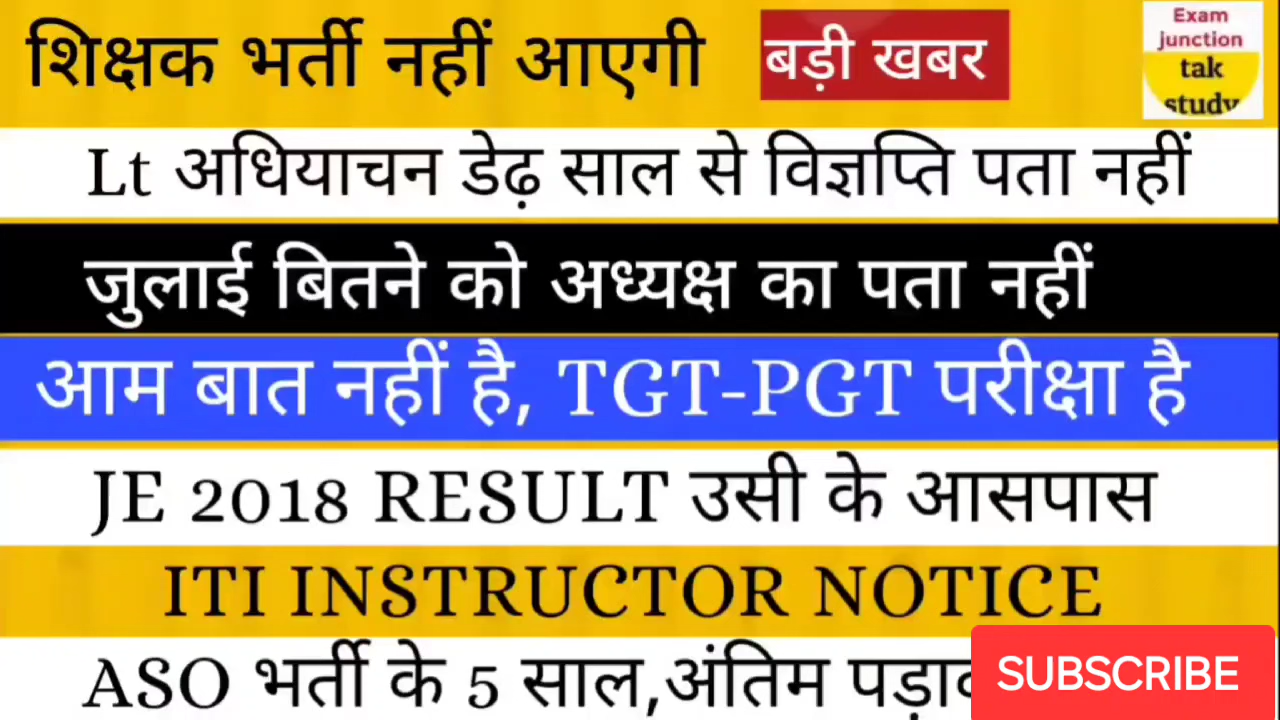 शिक्षक भर्ती नहीं आएगी बड़ी खबर
Exam
junction
tak
study
Lt अधियाचन डेढ़ साल से विज्ञप्ति पता नहीं
जुलाई बितने को अध्यक्ष का पता नहीं
आम बात नहीं है, TGT-PGT परीक्षा है
JE 2018 RESULT उसी के आसपास
ITI INSTRUCTOR NOTICE
ASO भर्ती के 5 साल,अंतिम
SUBSCRIBE